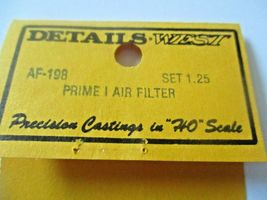 DETAILS WEST
AF-198 SET 1.25
PRIME I AIR FILTER
Precision Castings in "HO" Scale